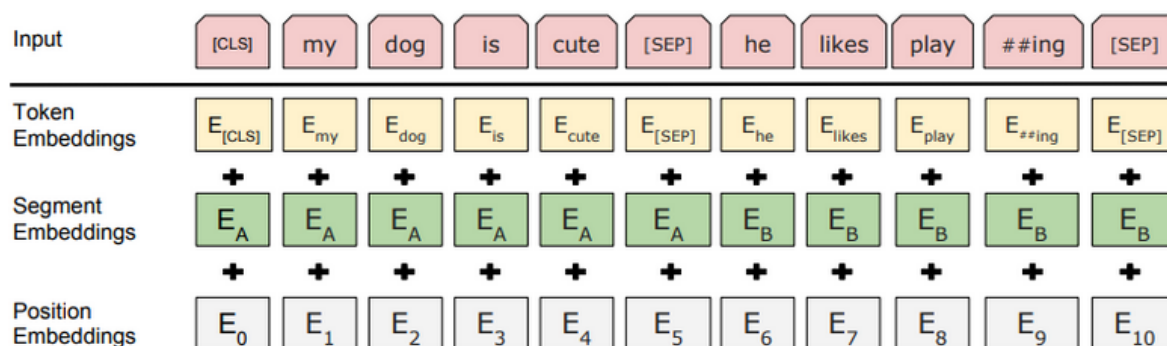 Input [CLS] my dog is cute [SEP] he likes play ##ing [SEP]
Token
Embeddings E[CLS] Emy Edog Eis Ecute E[SEP] Ehe Elikes Eplay E##ing E[SEP]
+ + + + + + + + + + +
Segment
Embeddings EA EA EA EA EA EA EB EB EB EB EB
+ + + + + + + + + + +
Position
Embeddings E0 E1 E2 E3 E4 E5 E6 E7 E8 E9 E10